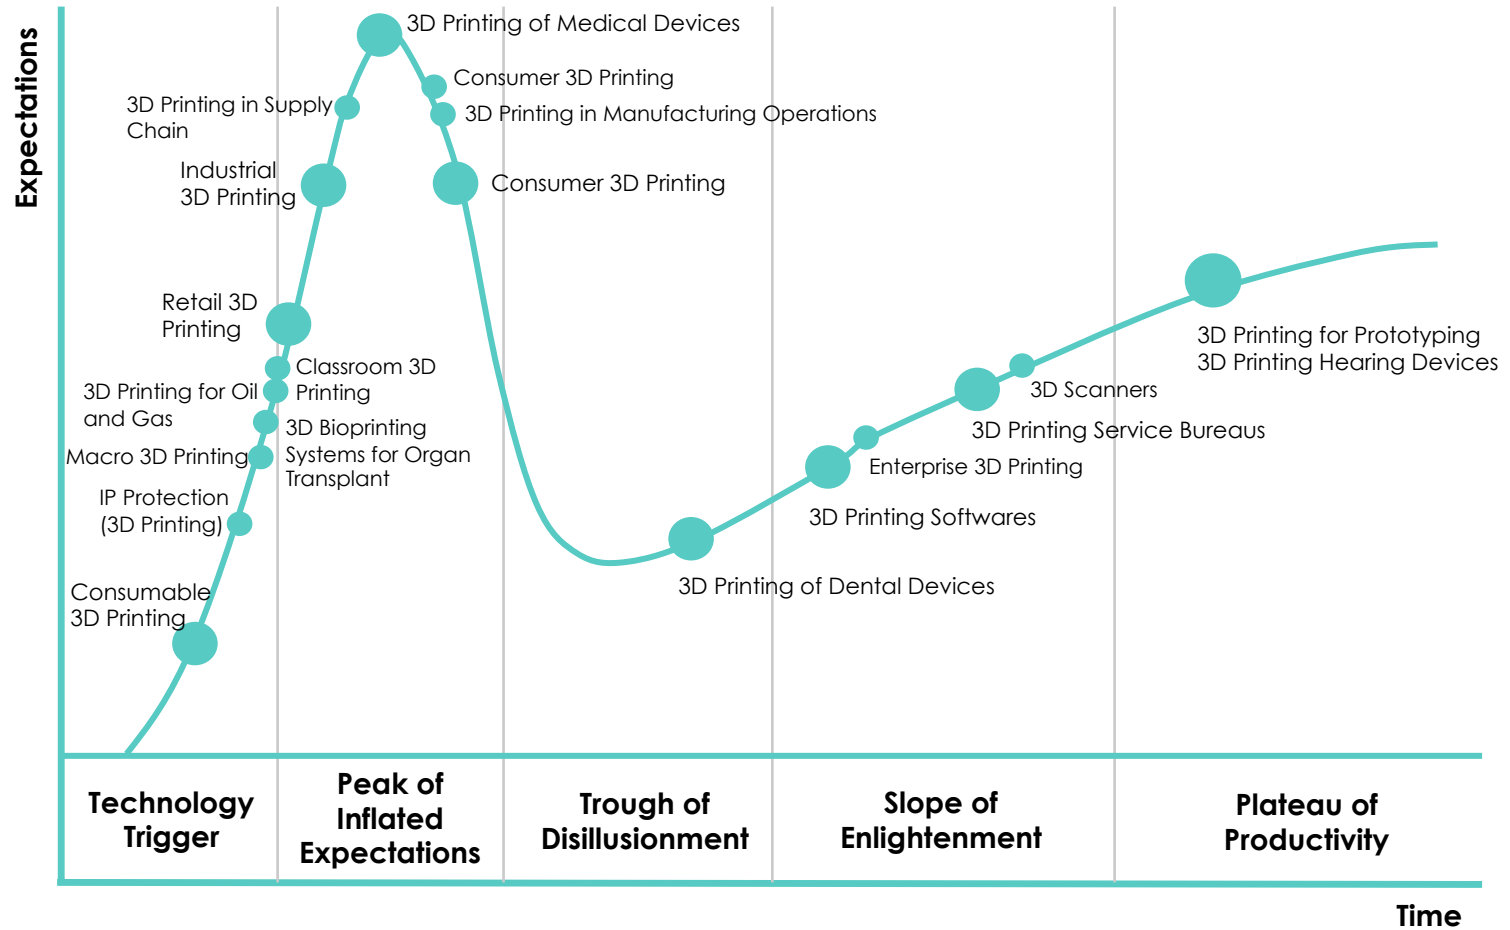 Expectations
3D Printing of Medical Devices
Consumer 3D Printing
3D Printing in Supply
Chain
3D Printing in Manufacturing Operations
Industrial
3D Printing
Consumer 3D Printing
Retail 3D
Printing
Classroom 3D
Printing
3D Printing for Oil
and Gas
3D Bioprinting
Systems for Organ
Transplant
Macro 3D Printing
IP Protection
(3D Printing)
Consumable
3D Printing
3D Printing for Prototyping
3D Printing Hearing Devices
3D Scanners
3D Printing Service Bureaus
Enterprise 3D Printing
3D Printing Softwares
3D Printing of Dental Devices
Technology
Trigger
Peak of
Inflated
Expectations
Trough of
Disillusionment
Slope of
Enlightenment
Plateau of
Productivity
Time